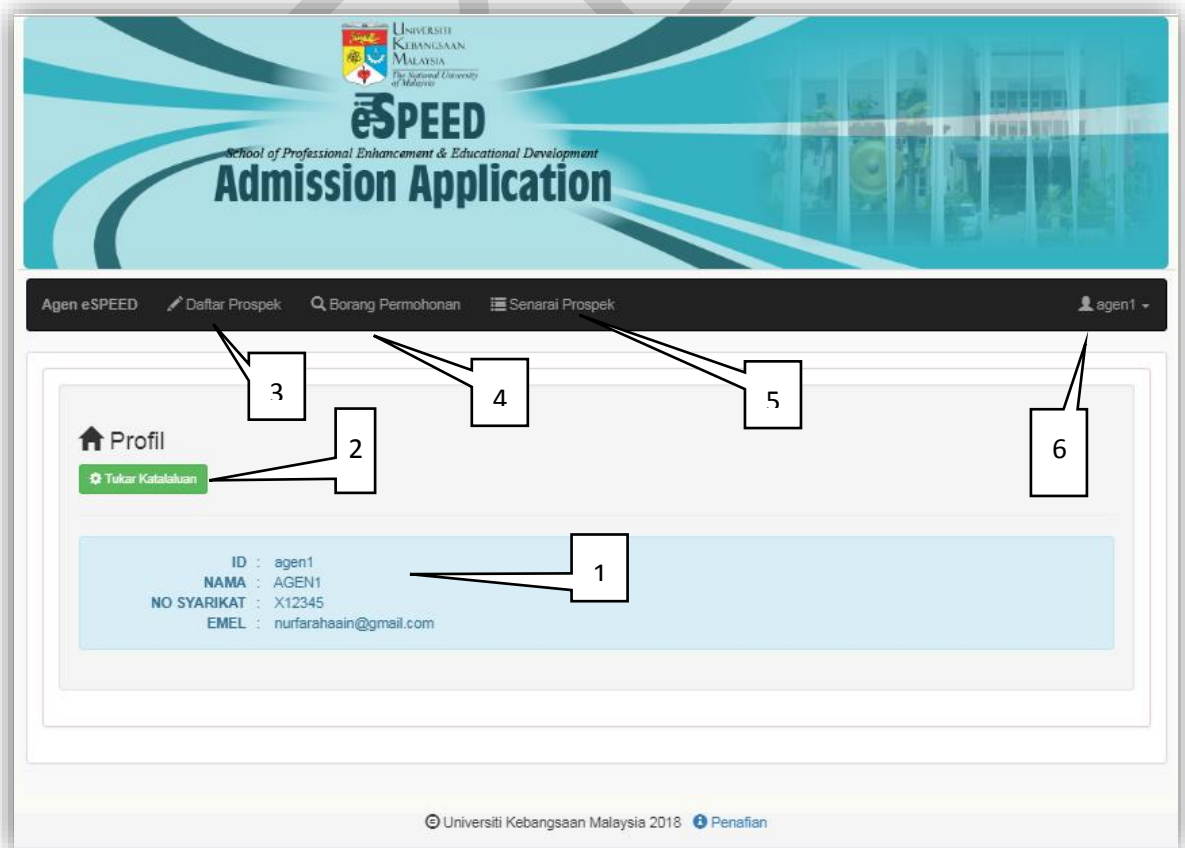 UNIVERSITI
KEBANGSAAN
MALAYSIA
The National University
of Malaysia
eSPEED
School of Professional Enhancement & Educational Development
Admission Application
Agen eSPEED Daftar Prospek Borang Permohonan Senarai Prospek agen1
3
4
5
6
Profil
2
Tukar Katalaluan
1
ID : agen1
NAMA : AGEN1
NO SYARIKAT : X12345
EMEL : nurfarahaain@gmail.com
© Universiti Kebangsaan Malaysia 2018 Penafian